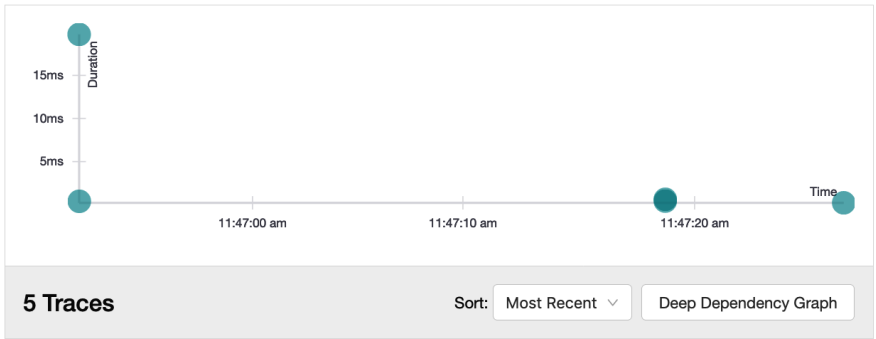 Duration
15ms
10ms
5ms
Time
11:47:00 am
11:47:10 am
11:47:20 am
5 Traces
Sort:
Most Recent
Deep Dependency Graph